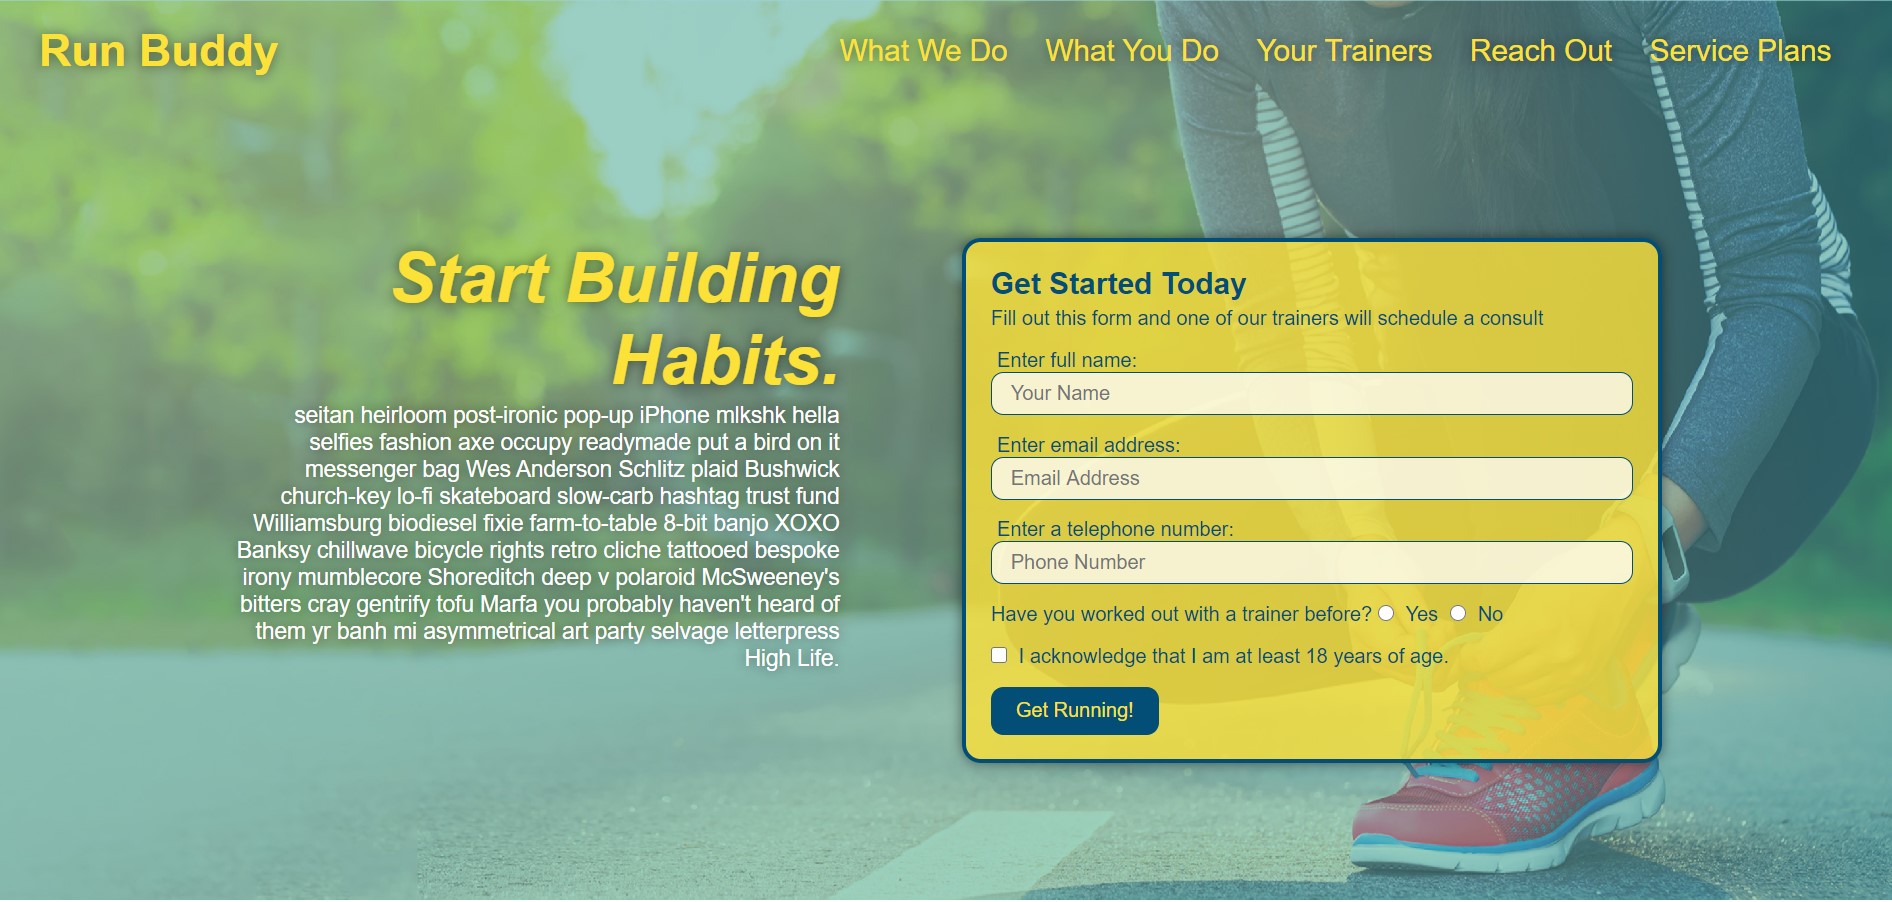 Run Buddy
What We Do
What You Do
Your Trainers
Reach Out
Service Plans
Start Building
Habits.
seitan heirloom post-ironic pop-up iPhone mlkshk hella
selfies fashion axe occupy readymade put a bird on it
messenger bag Wes Anderson Schlitz plaid Bushwick
church-key lo-fi skateboard slow-carb hashtag trust fund
Williamsburg biodiesel fixie farm-to-table 8-bit banjo XOXO
Banksy chillwave bicycle rights retro cliche tattooed bespoke
irony mumblecore Shoreditch deep v polaroid McSweeney's
bitters cray gentrify tofu Marfa you probably haven't heard of
them yr banh mi asymmetrical art party selvage letterpress
High Life.
Get Started Today
Fill out this form and one of our trainers will schedule a consult
Enter full name:
Your Name
Enter email address:
Email Address
Enter a telephone number:
Phone Number
Have you worked out with a trainer before? Yes No
I acknowledge that I am at least 18 years of age.
Get Running!